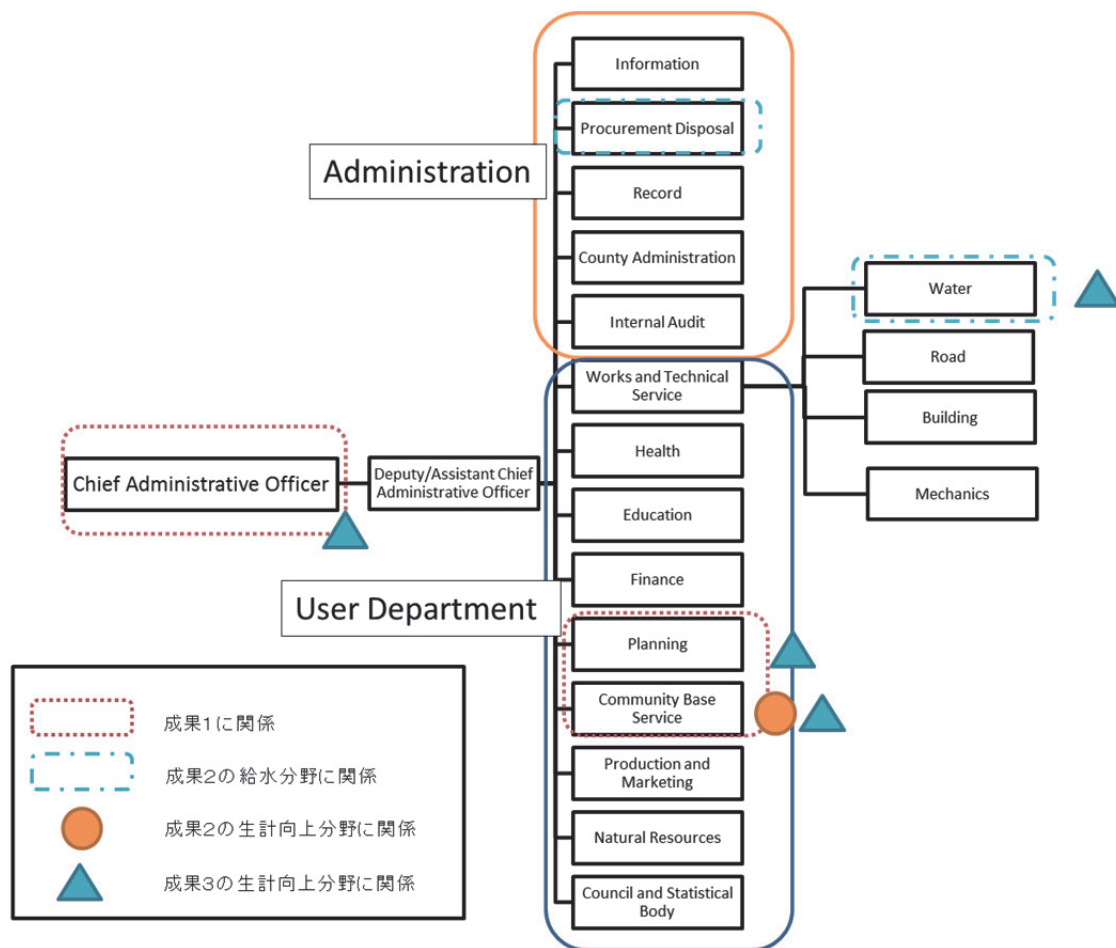 Information
Procurement Disposal
Administration
Record
County Administration
Internal Audit
Water
Road
Works and Technical
Service
Building
Health
Chief Administrative Officer
Deputy/Assistant Chief
Administrative Officer
Mechanics
Education
Finance
User Department
Planning
Community Base
Service
Production and
Marketing
Natural Resources
Council and Statistical
Body
成果1に関係
成果2の給水分野に関係
成果2の生計向上分野に関係
成果3の生計向上分野に関係